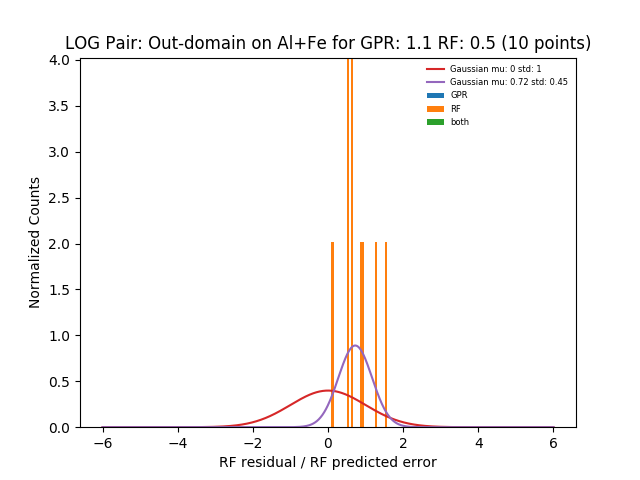 LOG Pair: Out-domain on Al+Fe for GPR: 1.1 RF: 0.5 (10 points)
Gaussian mu: 0 std: 1
Gaussian mu: 0.72 std: 0.45
GPR
RF
both
Normalized Counts
4.0
3.5
3.0
2.5
2.0
1.5
1.0
0.5
0.0
−6
−4
−2
0
2
4
6
RF residual / RF predicted error